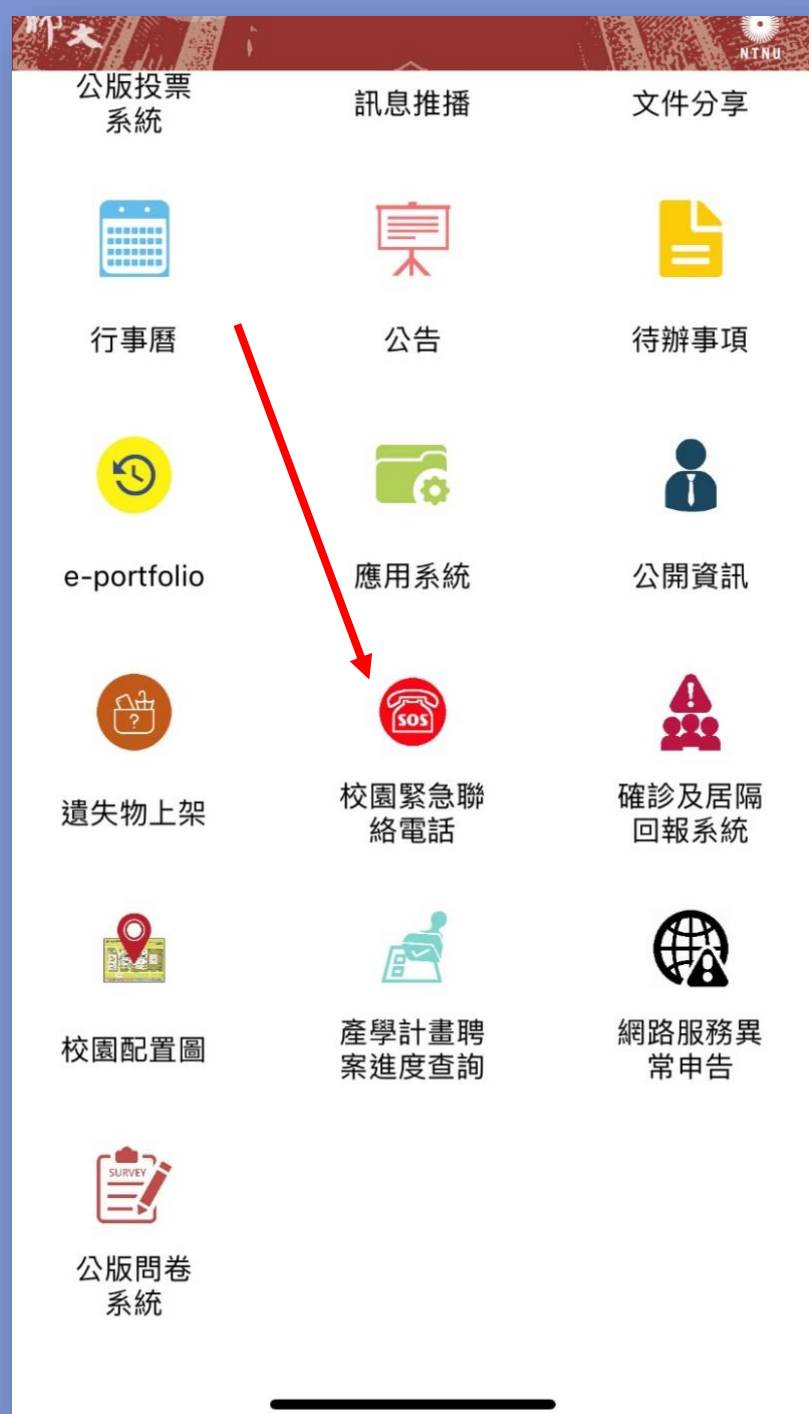 師大
NTNU
公版投票
系統
訊息推播
文件分享
行事曆
公告
待辦事項
e-portfolio
應用系統
公開資訊
?
SOS
遺失物上架
校園緊急聯
絡電話
確診及居隔
回報系統
校園配置圖
產學計畫聘
案進度查詢
網路服務異
常申告
SURVEY
公版問卷
系統